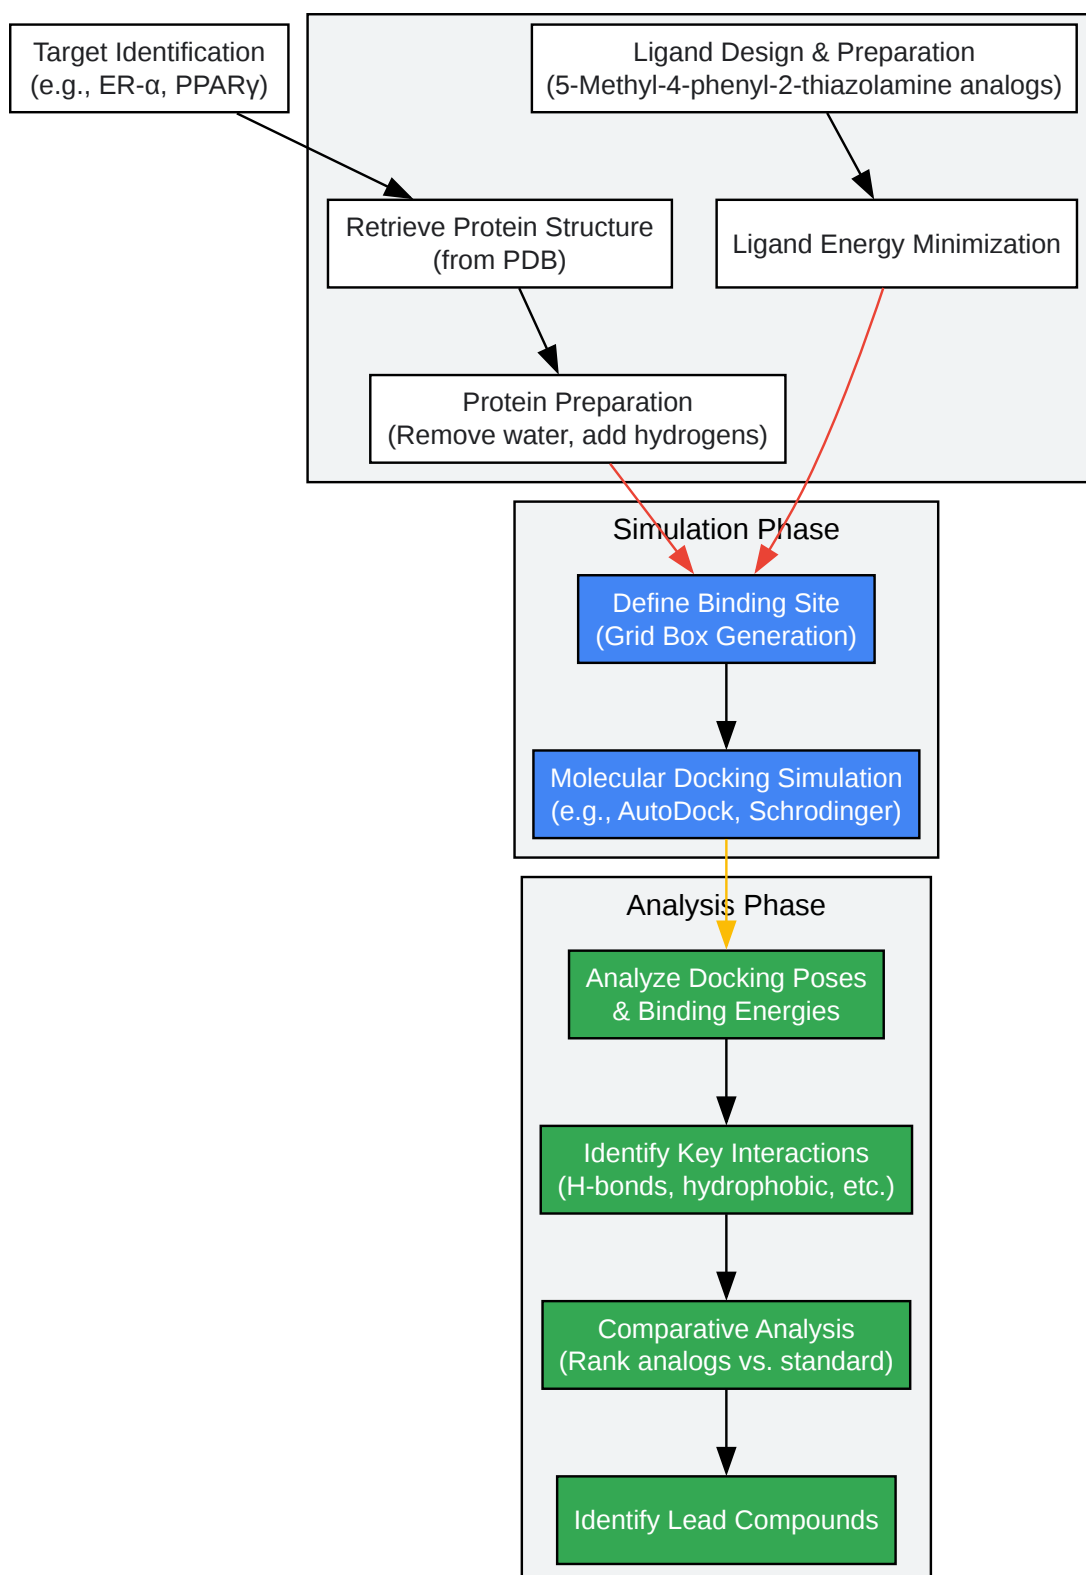 Target Identification
(e.g., ER-α, PPARγ)
Ligand Design & Preparation
(5-Methyl-4-phenyl-2-thiazolamine analogs)
Retrieve Protein Structure
(from PDB)
Ligand Energy Minimization
Protein Preparation
(Remove water, add hydrogens)
Simulation Phase
Define Binding Site
(Grid Box Generation)
Molecular Docking Simulation
(e.g., AutoDock, Schrodinger)
Analysis Phase
Analyze Docking Poses
& Binding Energies
Identify Key Interactions
(H-bonds, hydrophobic, etc.)
Comparative Analysis
(Rank analogs vs. standard)
Identify Lead Compounds